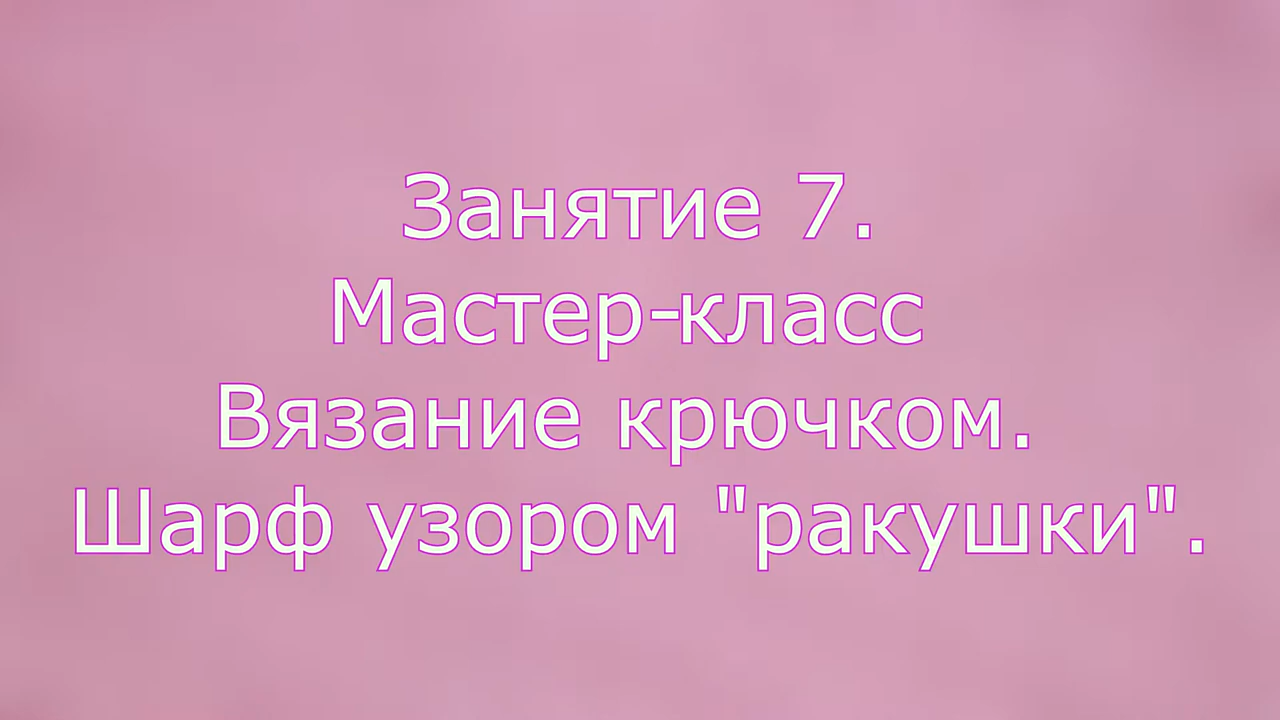 Занятие 7.
Мастер-класс
Вязание крючком.
Шарф узором "ракушки".